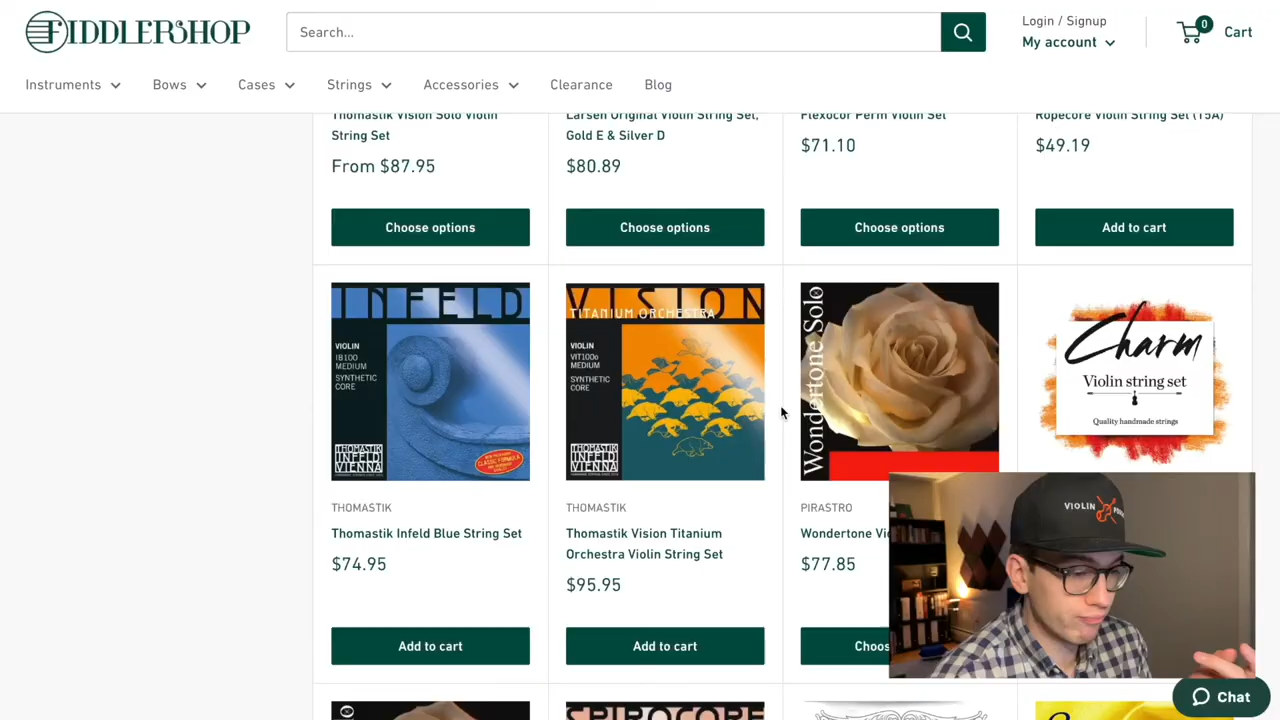 FIDDLERSHOP
Search...
Login / Signup
My account
0
Cart
Instruments
Bows
Cases
Strings
Accessories
Clearance
Blog
Thomastik Vision Solo Violin
String Set
From $87.95
Choose options
Larsen Original Violin String Set,
Gold E & Silver D
$80.89
Choose options
Flexocor Perm Violin Set
$71.10
Choose options
Ropecore Violin String Set (15A)
$49.19
Add to cart
INFELD
VIOLIN
IB100
MEDIUM
SYNTHETIC
CORE
THOMASTIK
INFELD
VIENNA
THOMASTIK
Thomastik Infeld Blue String Set
$74.95
Add to cart
VISION
TITANIUM ORCHESTRA
VIOLIN
VIT100o
MEDIUM
SYNTHETIC
CORE
THOMASTIK
INFELD
VIENNA
THOMASTIK
Thomastik Vision Titanium
Orchestra Violin String Set
$95.95
Add to cart
Wondertone Solo
PIRASTRO
Wondertone
$77.85
Charm
Violin string set
Quality handmade strings
VIOLIN
Chat